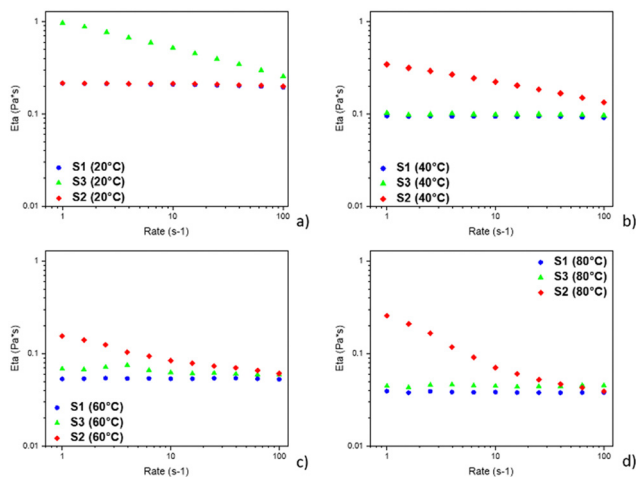 1
0.1
0.01
Eta (Pa*s)
S1 (20°C)
S3 (20°C)
S2 (20°C)
1 10 100
Rate (s-1)
a)
1
0.1
0.01
Eta (Pa*s)
S1 (40°C)
S3 (40°C)
S2 (40°C)
1 10 100
Rate (s-1)
b)
1
0.1
0.01
Eta (Pa*s)
S1 (60°C)
S3 (60°C)
S2 (60°C)
1 10 100
Rate (s-1)
c)
1
0.1
0.01
Eta (Pa*s)
S1 (80°C)
S3 (80°C)
S2 (80°C)
1 10 100
Rate (s-1)
d)